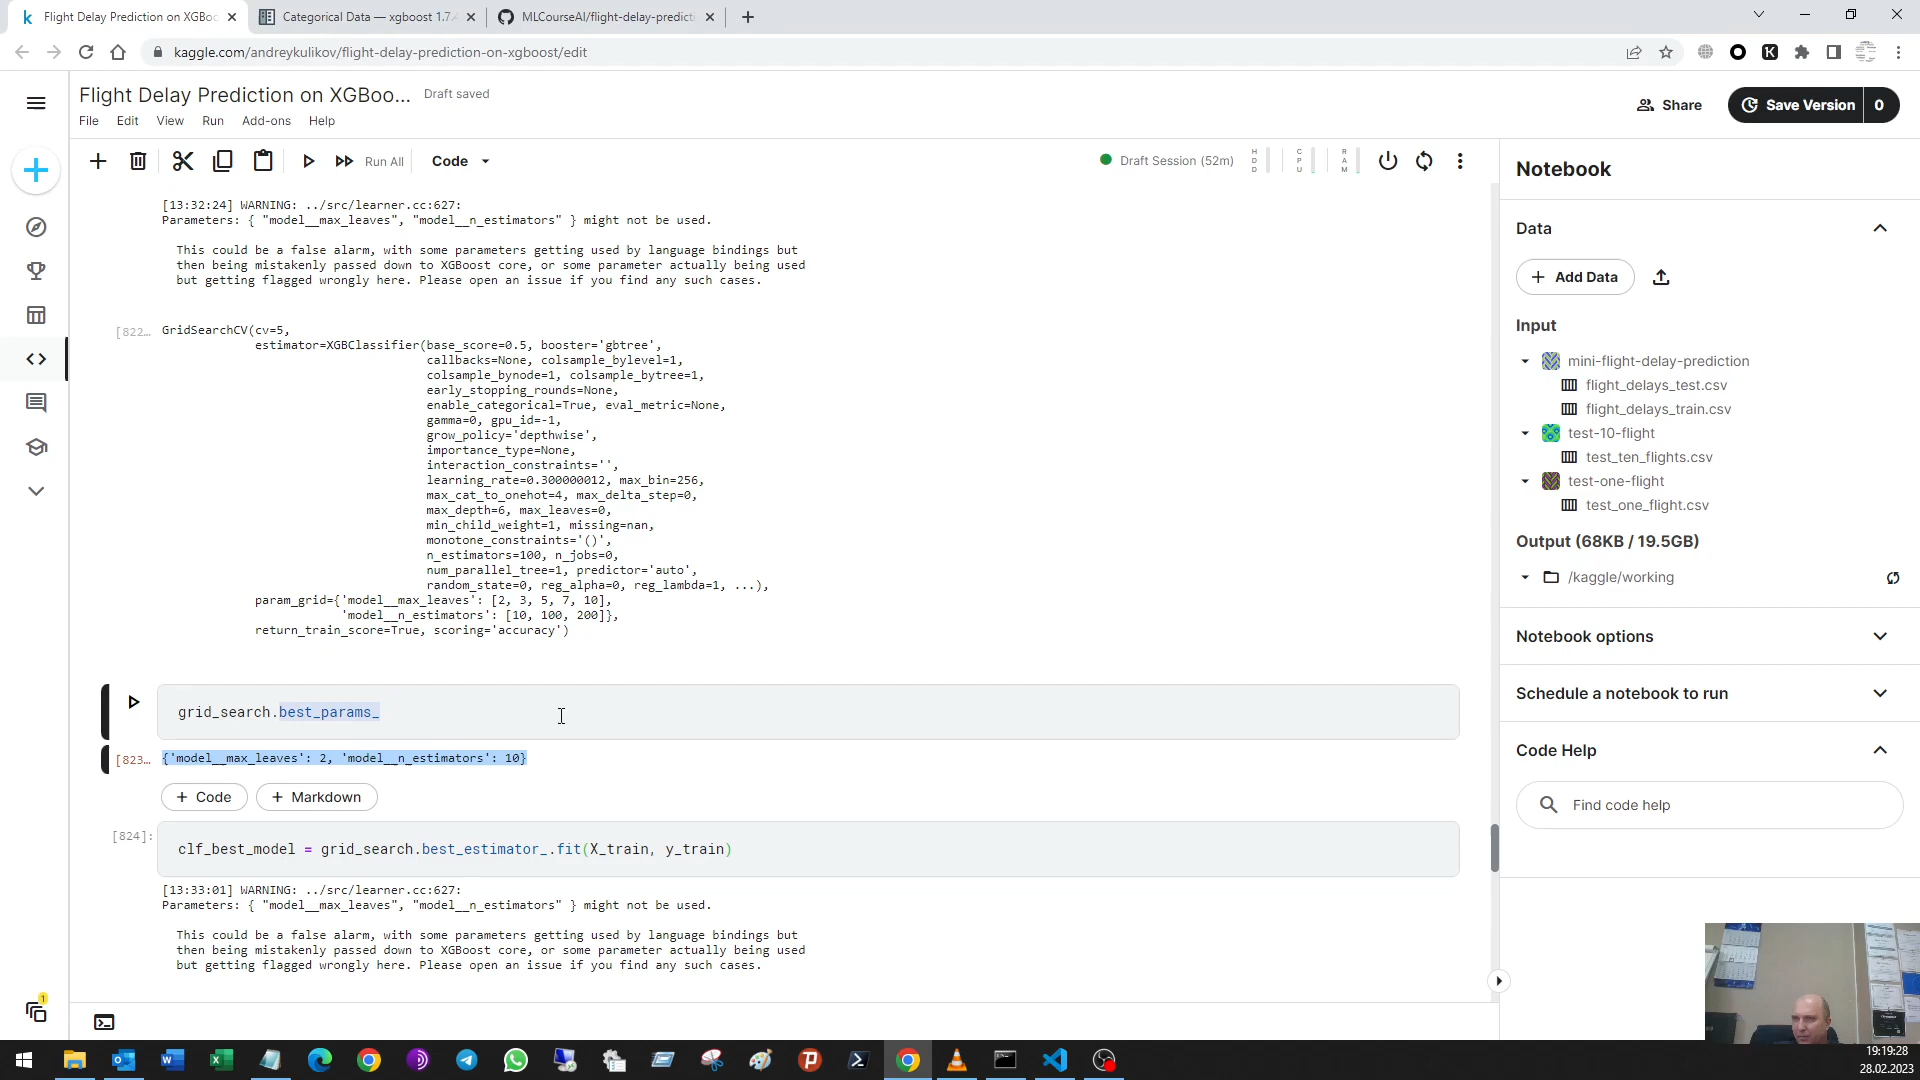 Flight Delay Prediction on XGBoo
Categorical Data — xgboost 1.7.
MLCourseAI/flight-delay-predicti
kaggle.com/andreykulikov/flight-delay-prediction-on-xgboost/edit
Flight Delay Prediction on XGBoo...
Draft saved
Share
Save Version
0
File Edit View Run Add-ons Help
Run All
Code
Draft Session (52m)
HDD
CPU
RAM
[13:32:24] WARNING: ../src/learner.cc:627:
Parameters: { "model__max_leaves", "model__n_estimators" } might not be used.
This could be a false alarm, with some parameters getting used by language bindings but
then being mistakenly passed down to XGBoost core, or some parameter actually being used
but getting flagged wrongly here. Please open an issue if you find any such cases.
[822... GridSearchCV(cv=5,
estimator=XGBClassifier(base_score=0.5, booster='gbtree',
callbacks=None, colsample_bylevel=1,
colsample_bynode=1, colsample_bytree=1,
early_stopping_rounds=None,
enable_categorical=True, eval_metric=None,
gamma=0, gpu_id=-1,
grow_policy='depthwise',
importance_type=None,
interaction_constraints='',
learning_rate=0.300000012, max_bin=256,
max_cat_to_onehot=4, max_delta_step=0,
max_depth=6, max_leaves=0,
min_child_weight=1, missing=nan,
monotone_constraints='()',
n_estimators=100, n_jobs=0,
num_parallel_tree=1, predictor='auto',
random_state=0, reg_alpha=0, reg_lambda=1, ...),
param_grid={'model__max_leaves': [2, 3, 5, 7, 10],
'model__n_estimators': [10, 100, 200]},
return_train_score=True, scoring='accuracy')
grid_search.best_params_
[823... {'model__max_leaves': 2, 'model__n_estimators': 10}
+ Code
+ Markdown
[824]: clf_best_model = grid_search.best_estimator_.fit(X_train, y_train)
[13:33:01] WARNING: ../src/learner.cc:627:
Parameters: { "model__max_leaves", "model__n_estimators" } might not be used.
This could be a false alarm, with some parameters getting used by language bindings but
then being mistakenly passed down to XGBoost core, or some parameter actually being used
but getting flagged wrongly here. Please open an issue if you find any such cases.
Notebook
Data
+ Add Data
Input
mini-flight-delay-prediction
flight_delays_test.csv
flight_delays_train.csv
test-10-flight
test_ten_flights.csv
test-one-flight
test_one_flight.csv
Output (68KB / 19.5GB)
/kaggle/working
Notebook options
Schedule a notebook to run
Code Help
Find code help
1
19:19:28
28.02.2023